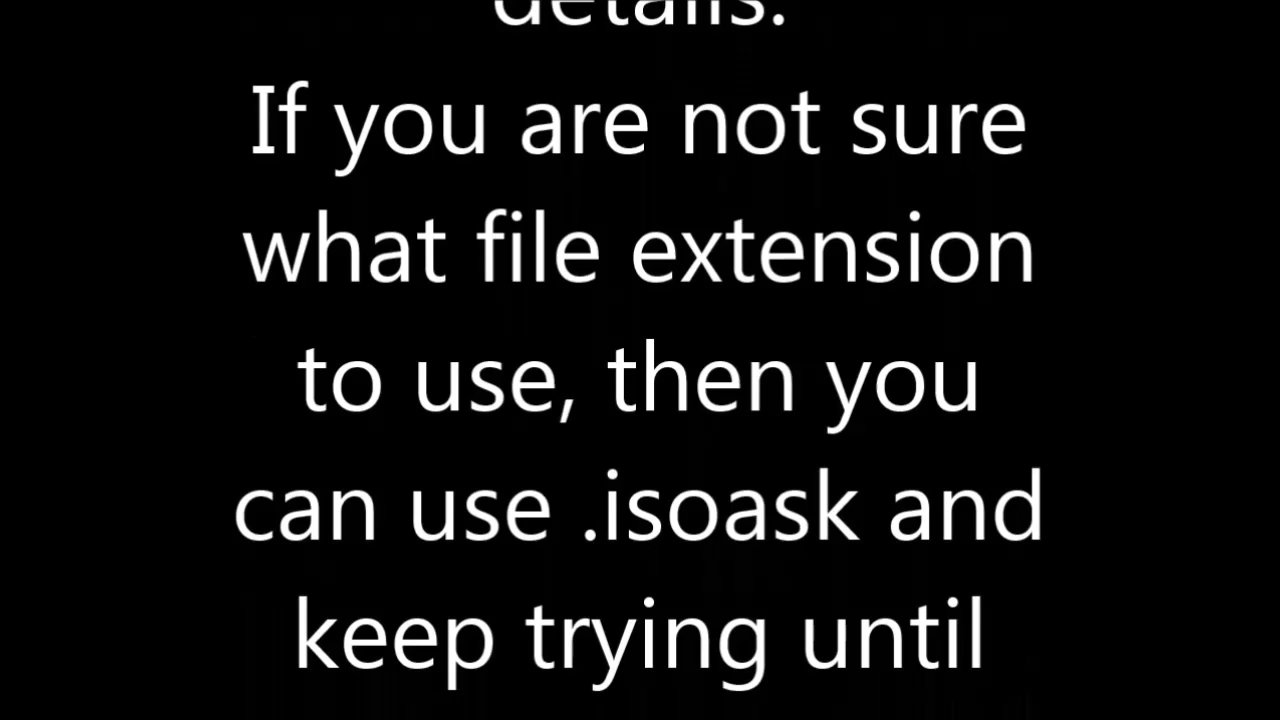 details.
If you are not sure
what file extension
to use, then you
can use .isoask and
keep trying until